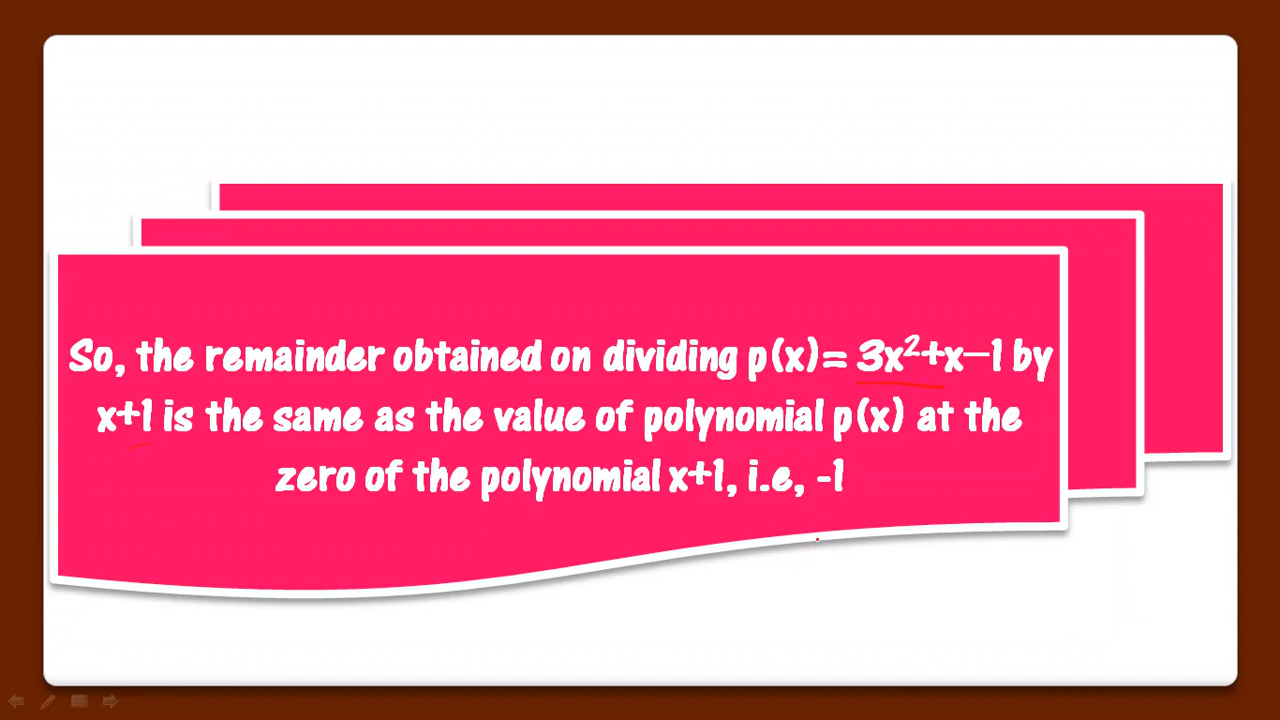 So, the remainder obtained on dividing p(x)= 3x²+x−1 by
x+1 is the same as the value of polynomial p(x) at the
zero of the polynomial x+1, i.e, -1